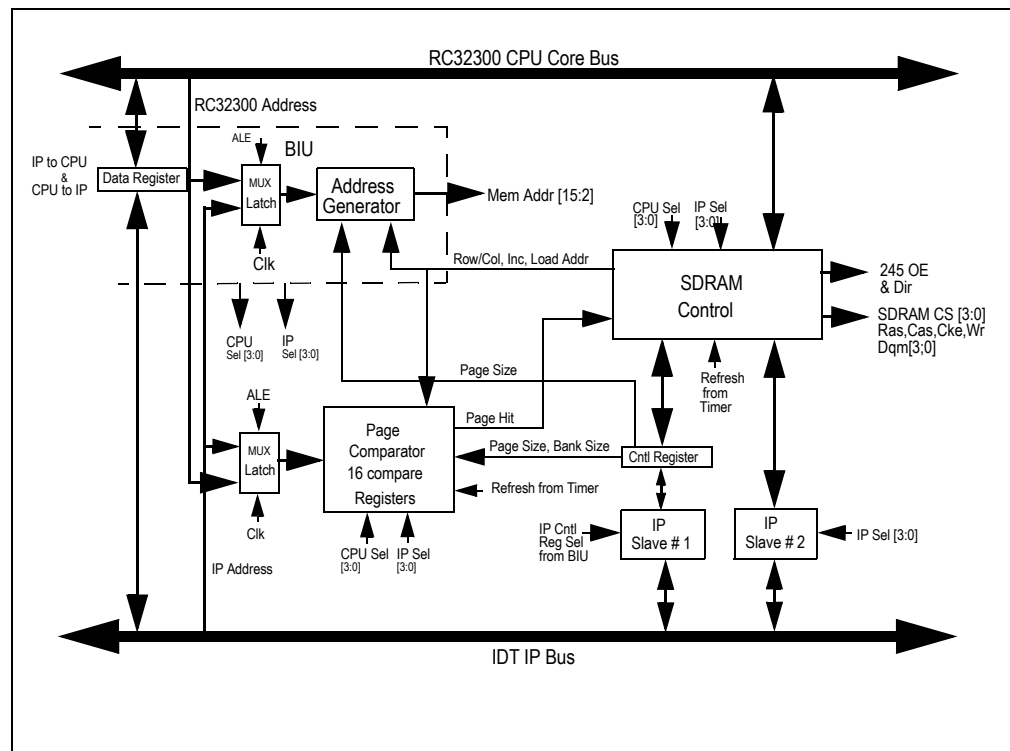 RC32300 CPU Core Bus
RC32300 Address
ALE
BIU
IP to CPU
&
CPU to IP
Data Register
MUX
Latch
Address
Generator
Mem Addr [15:2]
Clk
CPU Sel
[3:0]
IP Sel
[3:0]
Row/Col, Inc, Load Addr
SDRAM
Control
245 OE
& Dir
SDRAM CS [3:0]
Ras,Cas,Cke,Wr
Dqm[3;0]
CPU
Sel [3:0]
IP
Sel [3:0]
Page Size
Refresh
from
Timer
ALE
MUX
Latch
Clk
Page
Comparator
16 compare
Registers
Page Hit
Page Size, Bank Size
Cntl Register
Refresh from Timer
CPU Sel
[3:0]
IP Sel
[3:0]
IP Cntl
Reg Sel
from BIU
IP
Slave # 1
IP
Slave # 2
IP Sel [3:0]
IP Address
IDT IP Bus